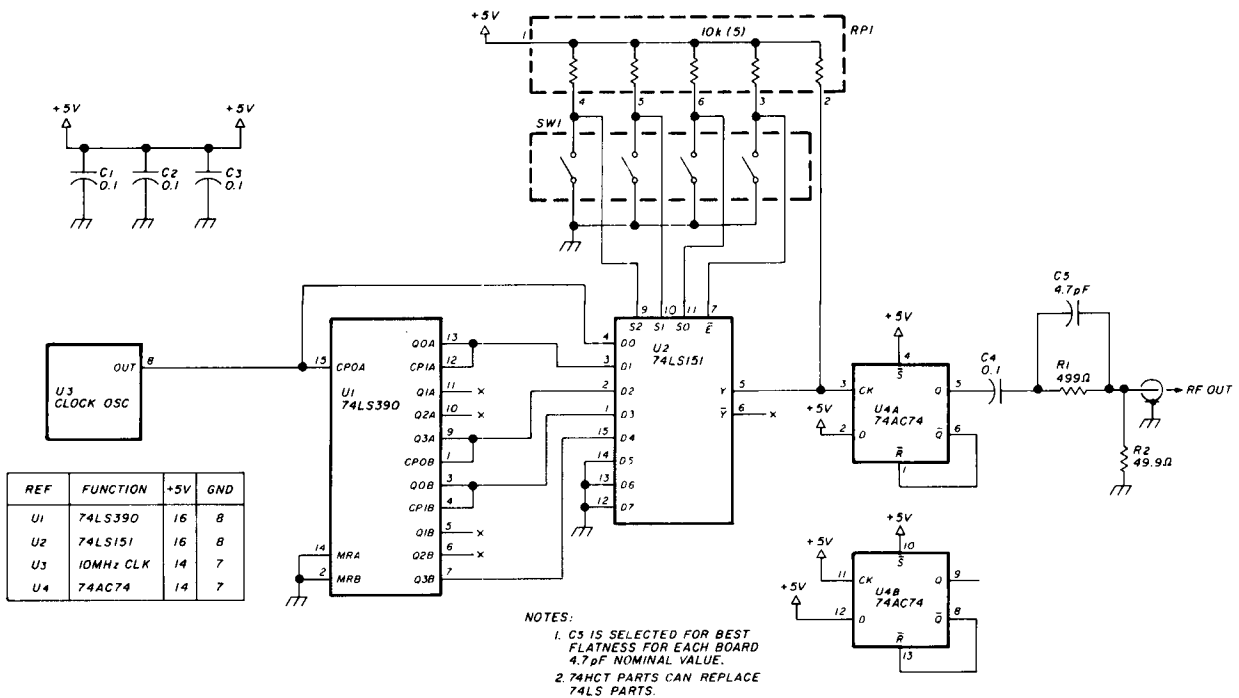 +5V
1
10k (5)
RP1
4
5
6
3
2
+5V
+5V
C1
0.1
C2
0.1
C3
0.1
SW1
9
10
11
7
S2
S1
S0
E
U2
74LS151
4
D0
3
D1
2
D2
1
D3
15
D4
14
D5
13
D6
12
D7
Y
5
Y
6
x
OUT
8
U3
CLOCK OSC
15
CP0A
U1
74LS390
Q0A
13
CP1A
12
Q1A
11
x
Q2A
10
x
Q3A
9
CP0B
1
Q0B
3
CP1B
4
Q1B
5
x
Q2B
6
x
Q3B
7
14
MRA
2
MRB
+5V
4
S
3
CK
Q
5
U4A
74AC74
+5V
2
D
Q
6
R
1
C4
0.1
C5
4.7pF
R1
499Ω
RF OUT
R2
49.9Ω
+5V
10
S
+5V
11
CK
Q
9
U4B
74AC74
+5V
12
D
Q
8
R
13
REF FUNCTION +5V GND
U1 74LS390 16 8
U2 74LS151 16 8
U3 10MHz CLK 14 7
U4 74AC74 14 7
NOTES:
1. C5 IS SELECTED FOR BEST
FLATNESS FOR EACH BOARD
4.7pF NOMINAL VALUE.
2. 74HCT PARTS CAN REPLACE
74LS PARTS.